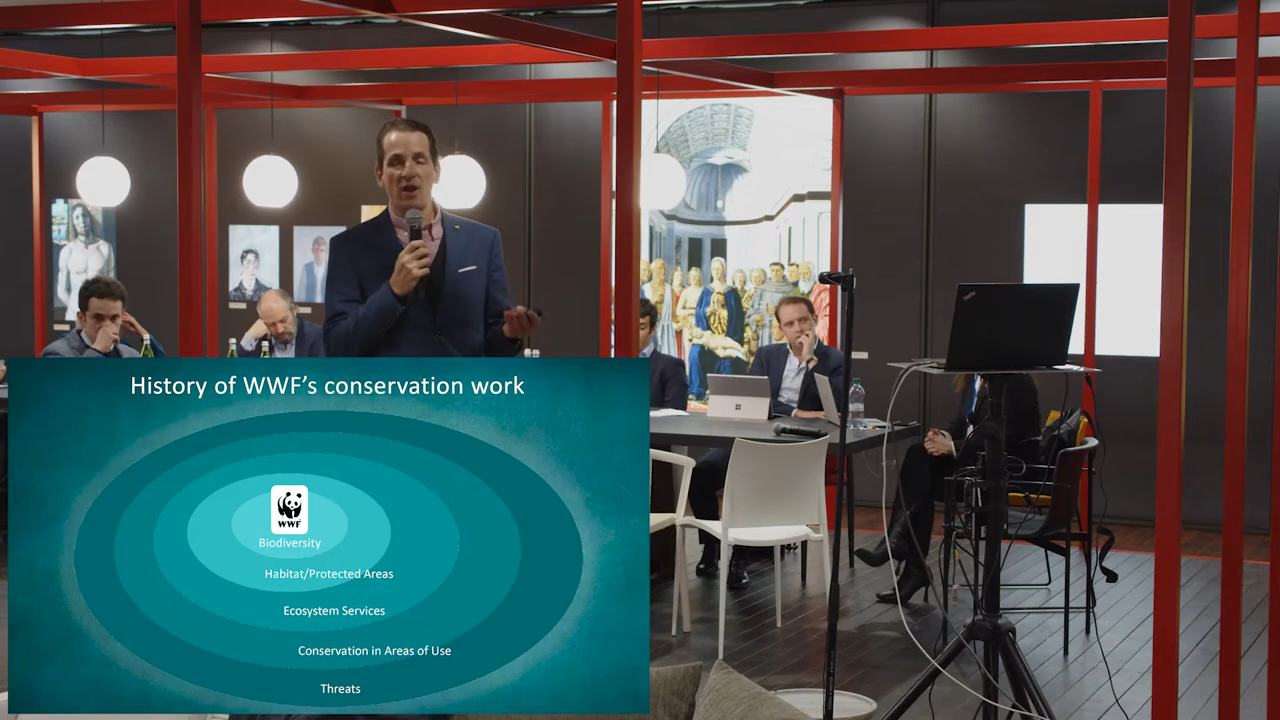 History of WWF's conservation work
WWF
Biodiversity
Habitat/Protected Areas
Ecosystem Services
Conservation in Areas of Use
Threats